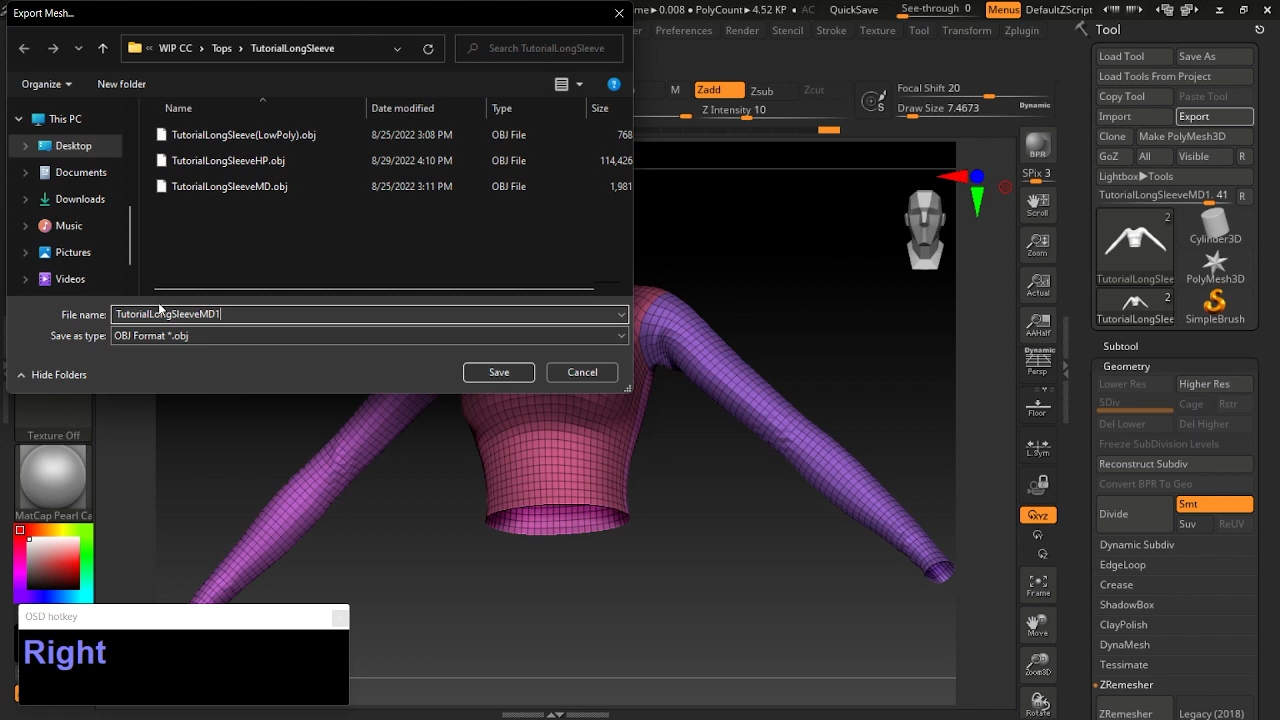 Export Mesh...
WIP CC > Tops > TutorialLongSleeve
Search TutorialLongSleeve
Organize
New folder
Name
Date modified
Type
Size
This PC
Desktop
Documents
Downloads
Music
Pictures
Videos
TutorialLongSleeve(LowPoly).obj 8/25/2022 3:08 PM OBJ File 768
TutorialLongSleeveHP.obj 8/29/2022 4:10 PM OBJ File 114,426
TutorialLongSleeveMD.obj 8/25/2022 3:11 PM OBJ File 1,981
File name: TutorialLongSleeveMD1
Save as type: OBJ Format *.obj
Hide Folders
Save
Cancel
me▶0.008 • PolyCount▶4.52 KP • AC QuickSave See-through 0 Menus DefaultZScript
er Preferences Render Stencil Stroke Texture Tool Transform Zplugin
M Zadd Zsub Zcut
Z Intensity 10
Focal Shift 20
Draw Size 7.4673 Dynamic
BPR
SPix 3
Scroll
Zoom
Actual
AAHalf
Dynamic
Persp
Floor
L.Sym
XYZ
Frame
Move
Zoom3D
Rotate
Tool
Load Tool Save As
Load Tools From Project
Copy Tool Paste Tool
Import Export
Clone Make PolyMesh3D
GoZ All Visible R
Lightbox▶Tools
TutorialLongSleeveMD1. 41 R
2
TutorialLongSlee
Cylinder3D
PolyMesh3D
2
TutorialLongSlee
SimpleBrush
Subtool
Geometry
Lower Res Higher Res
SDiv Cage Rstr
Del Lower Del Higher
Freeze SubDivision Levels
Reconstruct Subdiv
Convert BPR To Geo
Divide Smt
Suv ReUV
Dynamic Subdiv
EdgeLoop
Crease
ShadowBox
ClayPolish
DynaMesh
Tessimate
ZRemesher
ZRemesher Legacy (2018)
Texture Off
MatCap Pearl Ca
OSD hotkey
Right